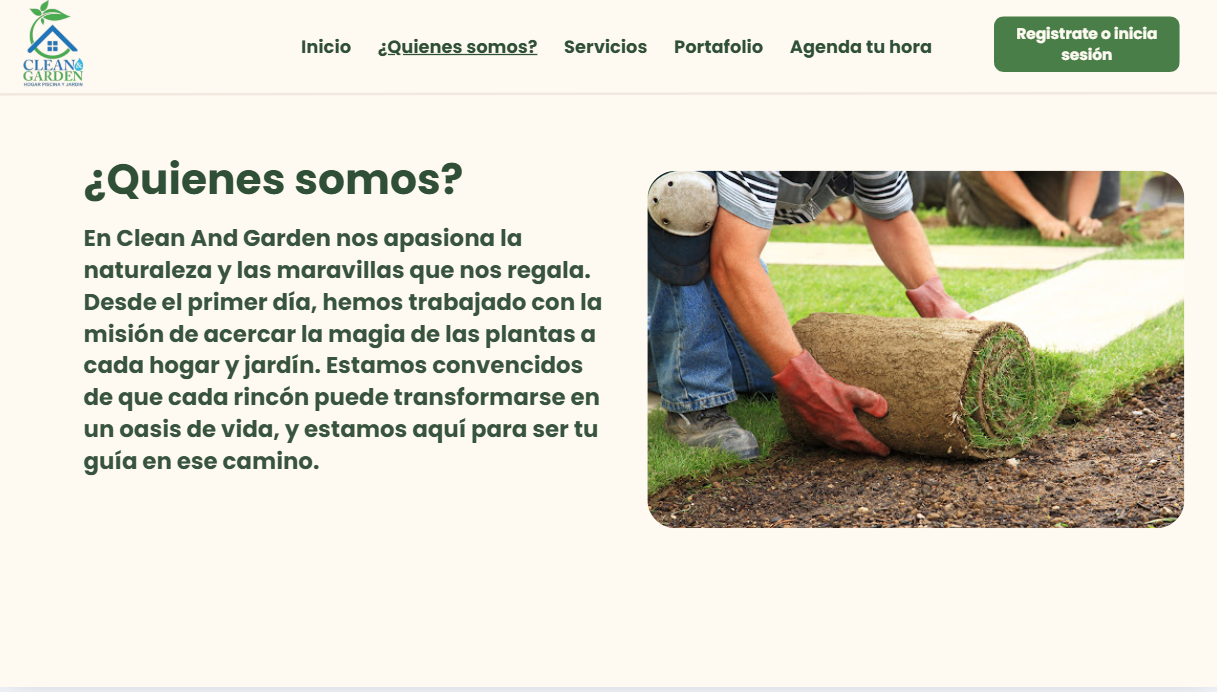 CLEAN
GARDEN
HOGAR PISCINA Y JARDIN
Inicio
¿Quienes somos?
Servicios
Portafolio
Agenda tu hora
Registrate o inicia
sesión
¿Quienes somos?
En Clean And Garden nos apasiona la
naturaleza y las maravillas que nos regala.
Desde el primer día, hemos trabajado con la
misión de acercar la magia de las plantas a
cada hogar y jardín. Estamos convencidos
de que cada rincón puede transformarse en
un oasis de vida, y estamos aquí para ser tu
guía en ese camino.